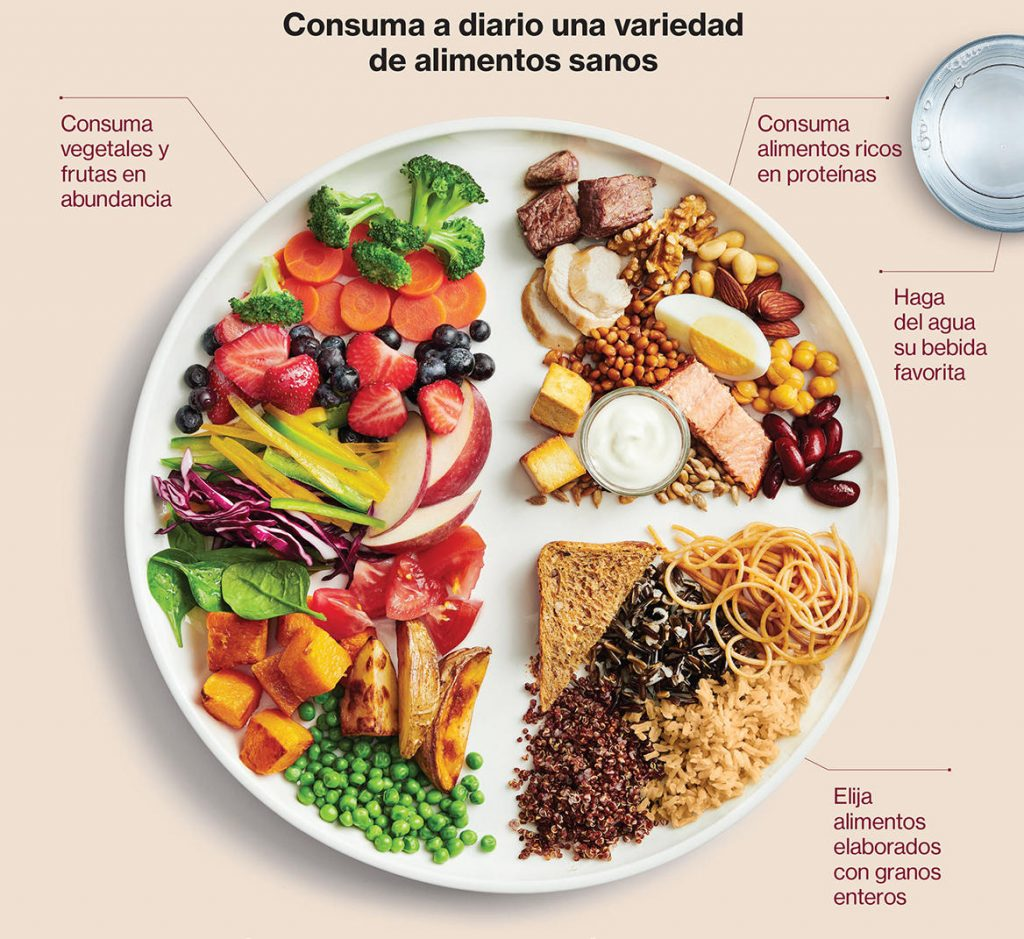 Consuma a diario una variedad
de alimentos sanos
Consuma
vegetales y
frutas en
abundancia
Consuma
alimentos ricos
en proteínas
Haga
del agua
su bebida
favorita
Elija
alimentos
elaborados
con granos
enteros